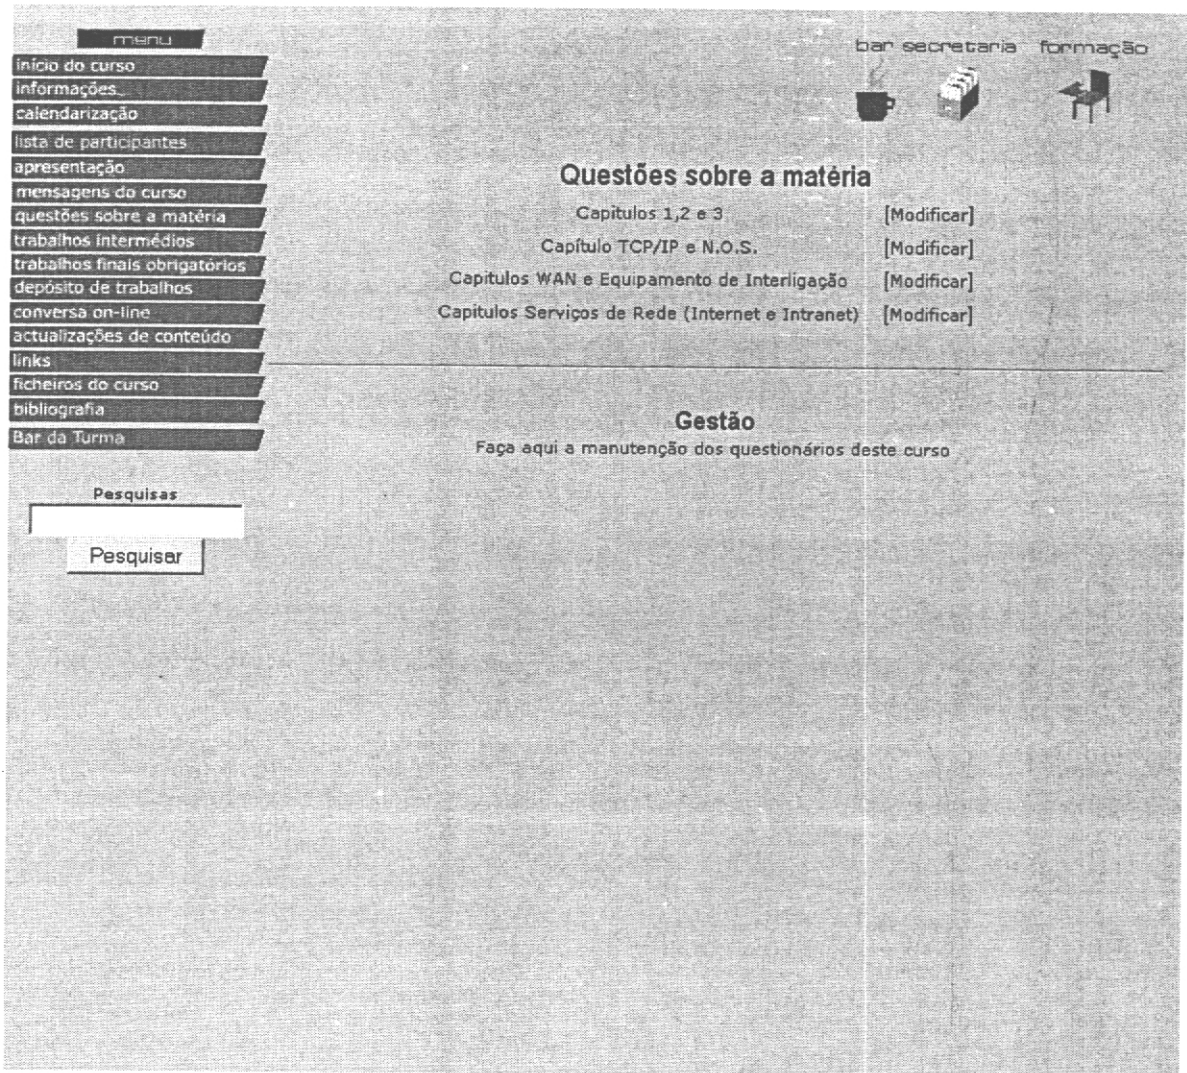 menu
início do curso
informações
calendarização
lista de participantes
apresentação
mensagens do curso
questões sobre a matéria
trabalhos intermédios
trabalhos finais obrigatórios
depósito de trabalhos
conversa on-line
actualizações de conteúdo
links
ficheiros do curso
bibliografia
Bar da Turma
Pesquisas
Pesquisar
bar secretaria formação
Questões sobre a matéria
Capítulos 1,2 e 3 [Modificar]
Capítulo TCP/IP e N.O.S. [Modificar]
Capítulos WAN e Equipamento de Interligação [Modificar]
Capítulos Serviços de Rede (Internet e Intranet) [Modificar]
Gestão
Faça aqui a manutenção dos questionários deste curso